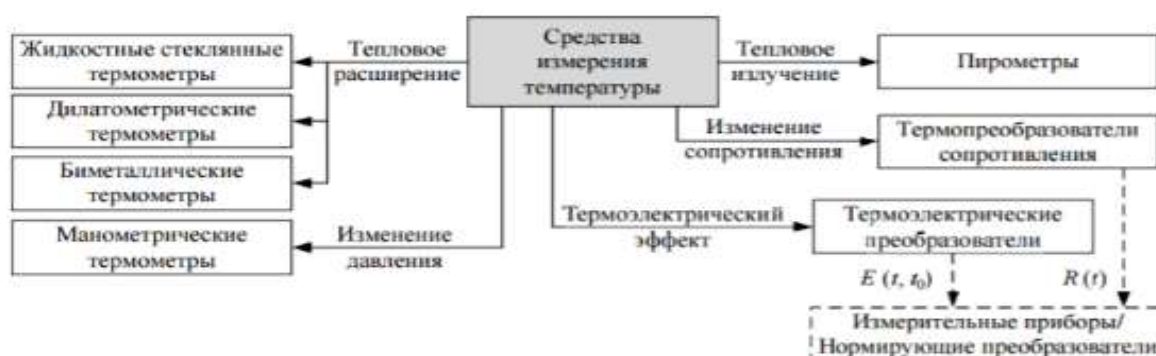 Средства
измерения
температуры
Тепловое
расширение
Жидкостные стеклянные
термометры
Дилатометрические
термометры
Биметаллические
термометры
Изменение
давления
Манометрические
термометры
Тепловое
излучение
Пирометры
Изменение
сопротивления
Термопреобразователи
сопротивления
Термоэлектрический
эффект
Термоэлектрические
преобразователи
E (t, t₀)
R (t)
Измерительные приборы/
Нормирующие преобразователи